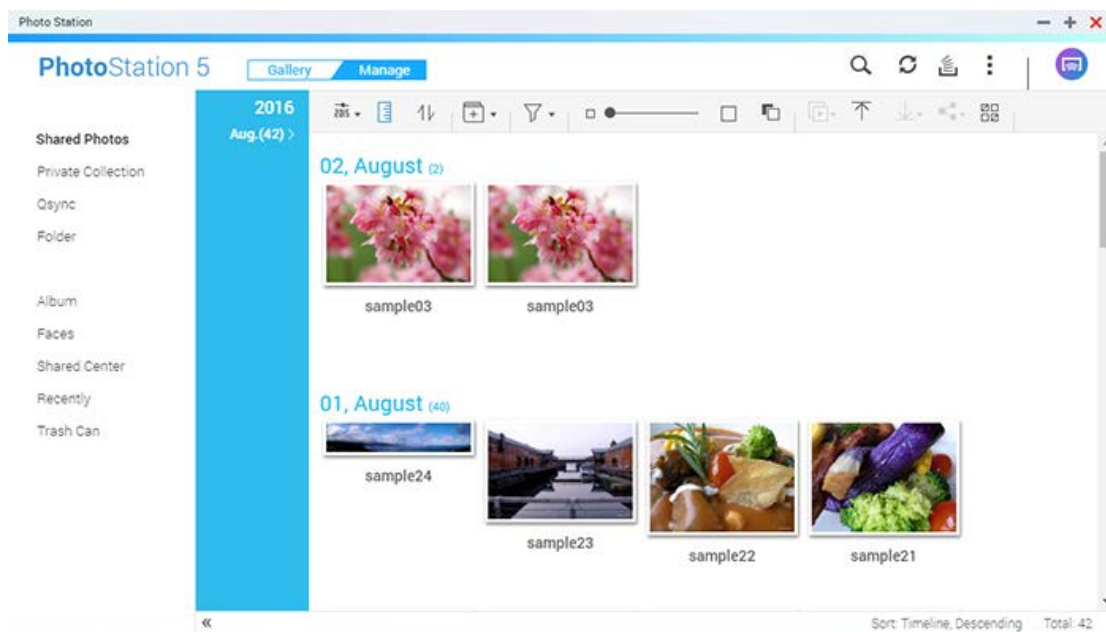 Photo Station
PhotoStation 5
Gallery
Manage
Shared Photos
Private Collection
Qsync
Folder
Album
Faces
Shared Center
Recently
Trash Can
2016
Aug.(42) >
02, August (2)
sample03
sample03
01, August (40)
sample24
sample23
sample22
sample21
Sort: Timeline, Descending
Total: 42